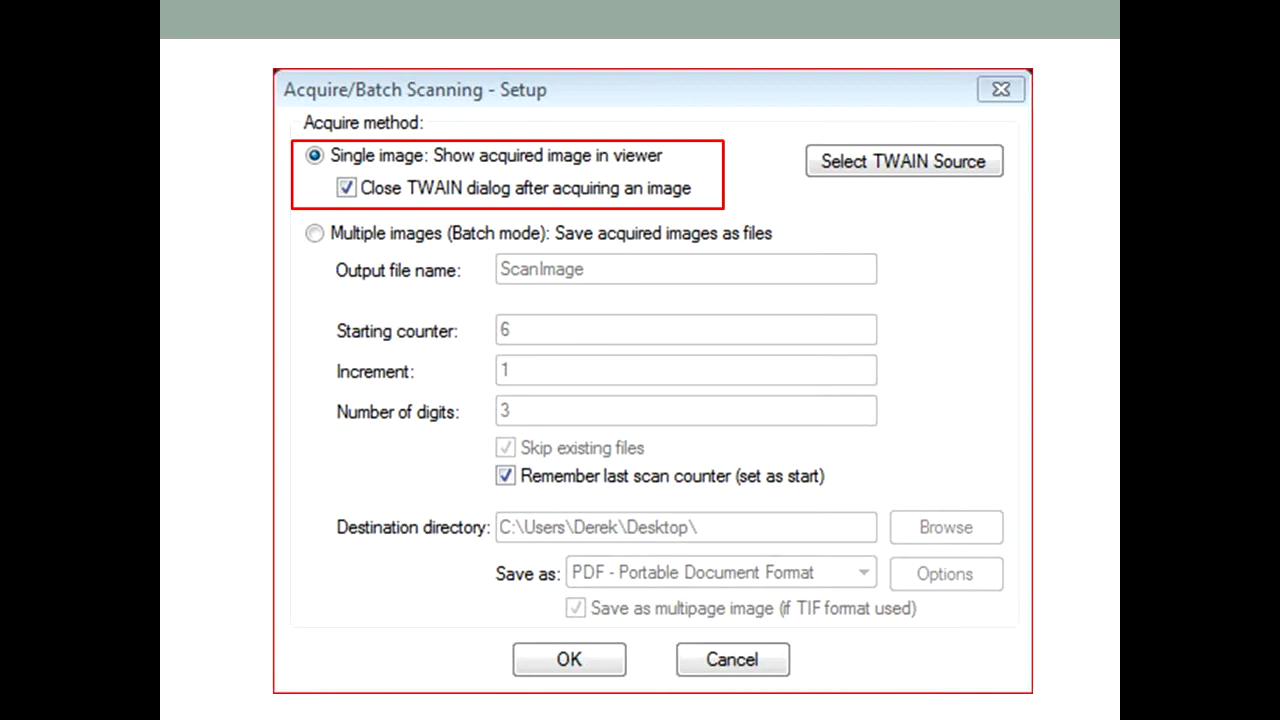 Acquire/Batch Scanning - Setup
Acquire method:
Single image: Show acquired image in viewer
Select TWAIN Source
Close TWAIN dialog after acquiring an image
Multiple images (Batch mode): Save acquired images as files
Output file name: ScanImage
Starting counter: 6
Increment: 1
Number of digits: 3
Skip existing files
Remember last scan counter (set as start)
Destination directory: C:\Users\Derek\Desktop\ Browse
Save as: PDF - Portable Document Format Options
Save as multipage image (if TIF format used)
OK Cancel